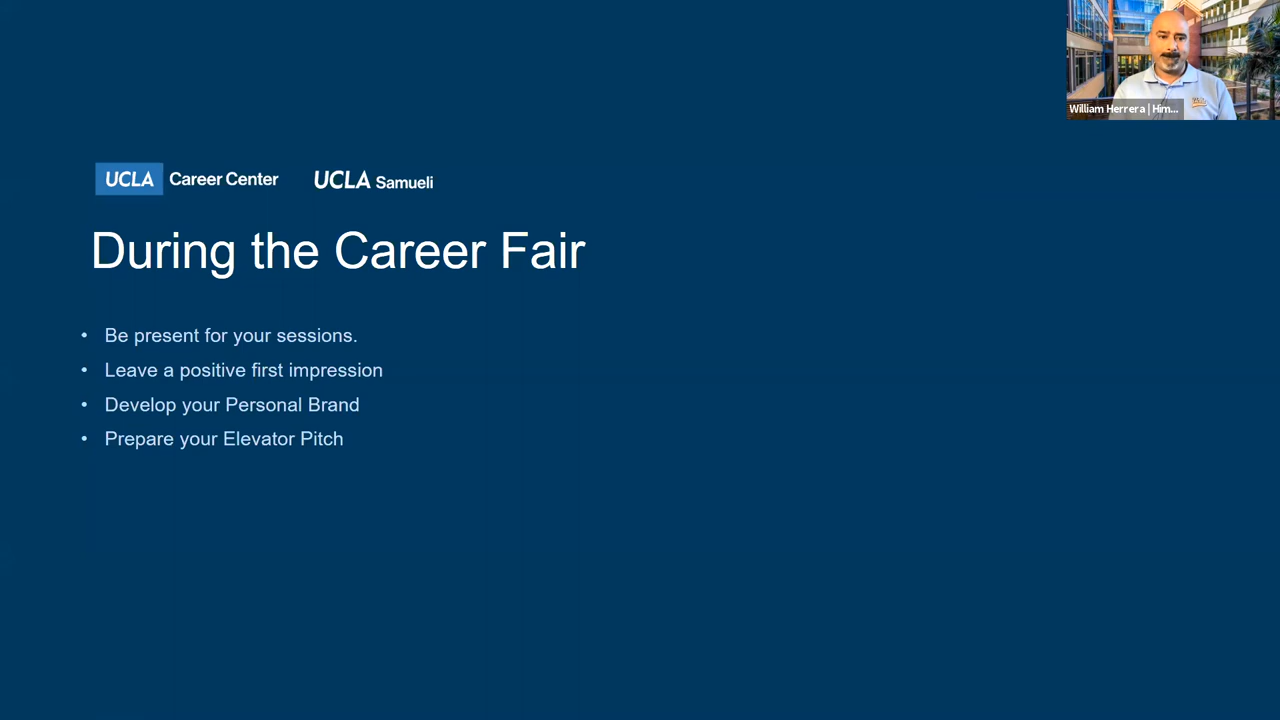 William Herrera | Him...
UCLA Career Center UCLA Samueli
During the Career Fair
• Be present for your sessions.
• Leave a positive first impression
• Develop your Personal Brand
• Prepare your Elevator Pitch